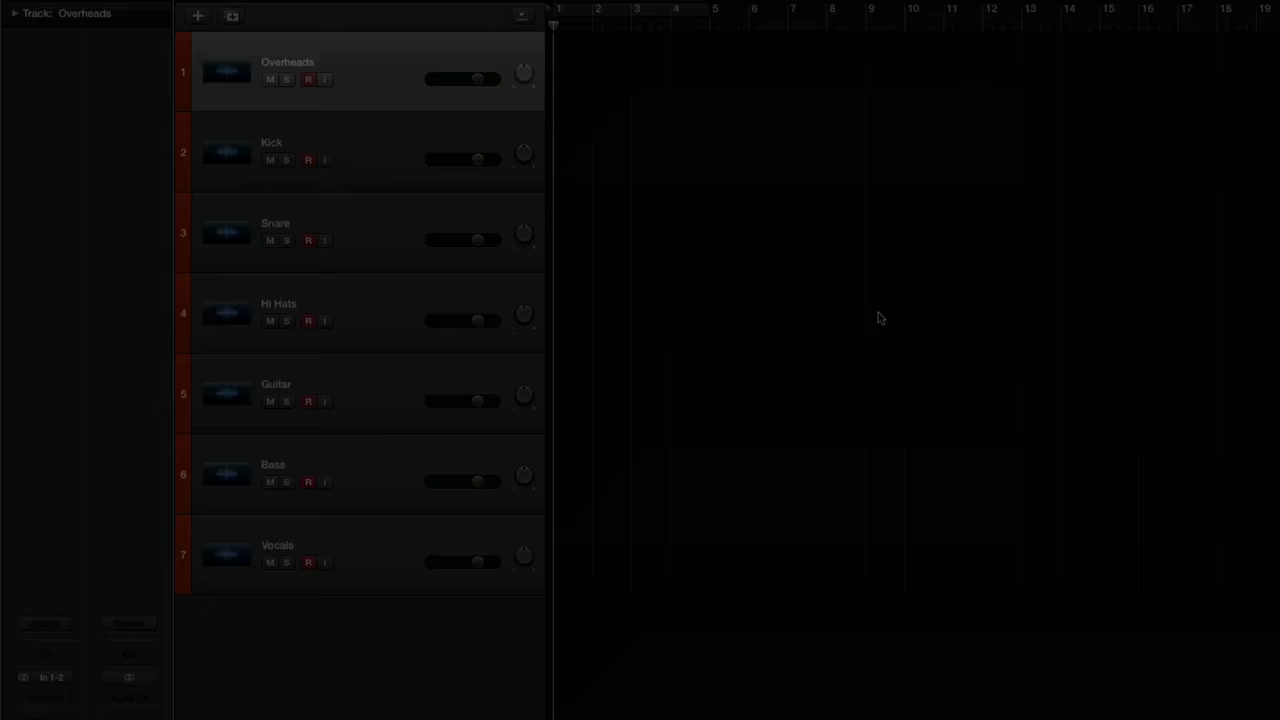 Track: Overheads
1 2 3 4 5 6 7 8 9 10 11 12 13 14 15 16 17 18 19
1 Overheads
M S R I
2 Kick
M S R I
3 Snare
M S R I
4 Hi Hats
M S R I
5 Guitar
M S R I
6 Bass
M S R I
7 Vocals
M S R I
In 1-2